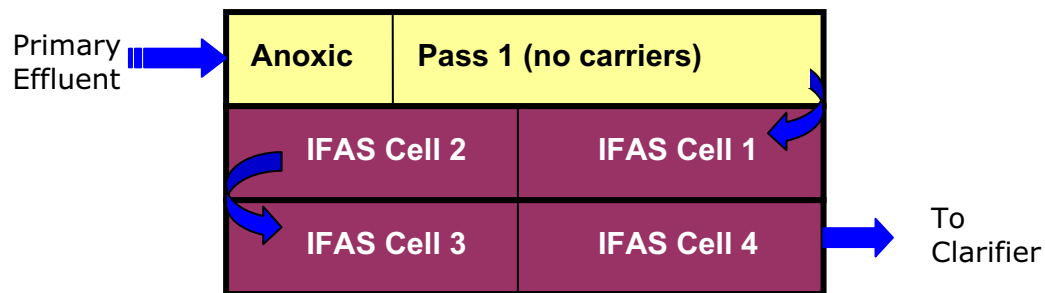 Primary
Effluent
Anoxic
Pass 1 (no carriers)
IFAS Cell 2
IFAS Cell 1
IFAS Cell 3
IFAS Cell 4
To
Clarifier